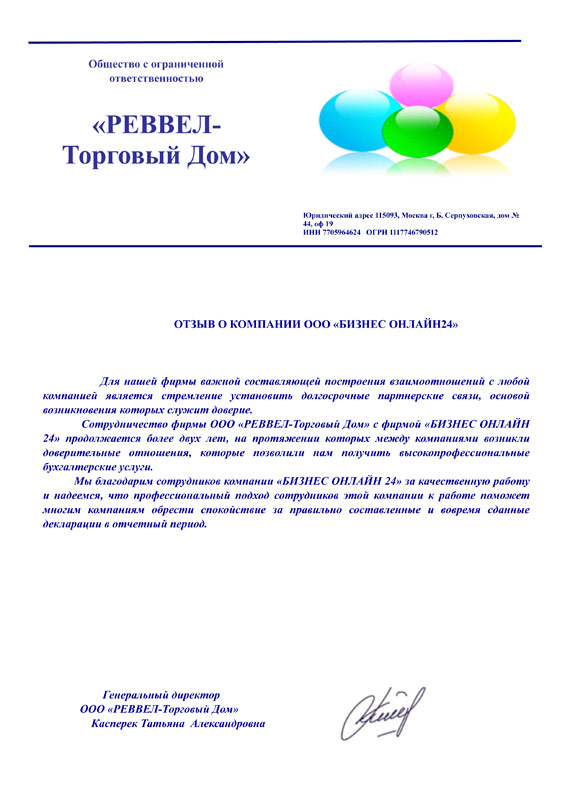 Общество с ограниченной
ответственностью
«РЕВВЕЛ-
Торговый Дом»
Юридический адрес 115093, Москва г, Б. Серпуховская, дом №
44, оф 19
ИНН 7705964624 ОГРН 1117746790512
ОТЗЫВ О КОМПАНИИ ООО «БИЗНЕС ОНЛАЙН24»
Для нашей фирмы важной составляющей построения взаимоотношений с любой
компанией является стремление установить долгосрочные партнерские связи, основой
возникновения которых служит доверие.
Сотрудничество фирмы ООО «РЕВВЕЛ-Торговый Дом» с фирмой «БИЗНЕС ОНЛАЙН
24» продолжается более двух лет, на протяжении которых между компаниями возникли
доверительные отношения, которые позволили нам получить высокопрофессиональные
бухгалтерские услуги.
Мы благодарим сотрудников компании «БИЗНЕС ОНЛАЙН 24» за качественную работу
и надеемся, что профессиональный подход сотрудников этой компании к работе поможет
многим компаниям обрести спокойствие за правильно составленные и вовремя сданные
декларации в отчетный период.
Генеральный директор
ООО «РЕВВЕЛ-Торговый Дом»
Касперек Татьяна Александровна